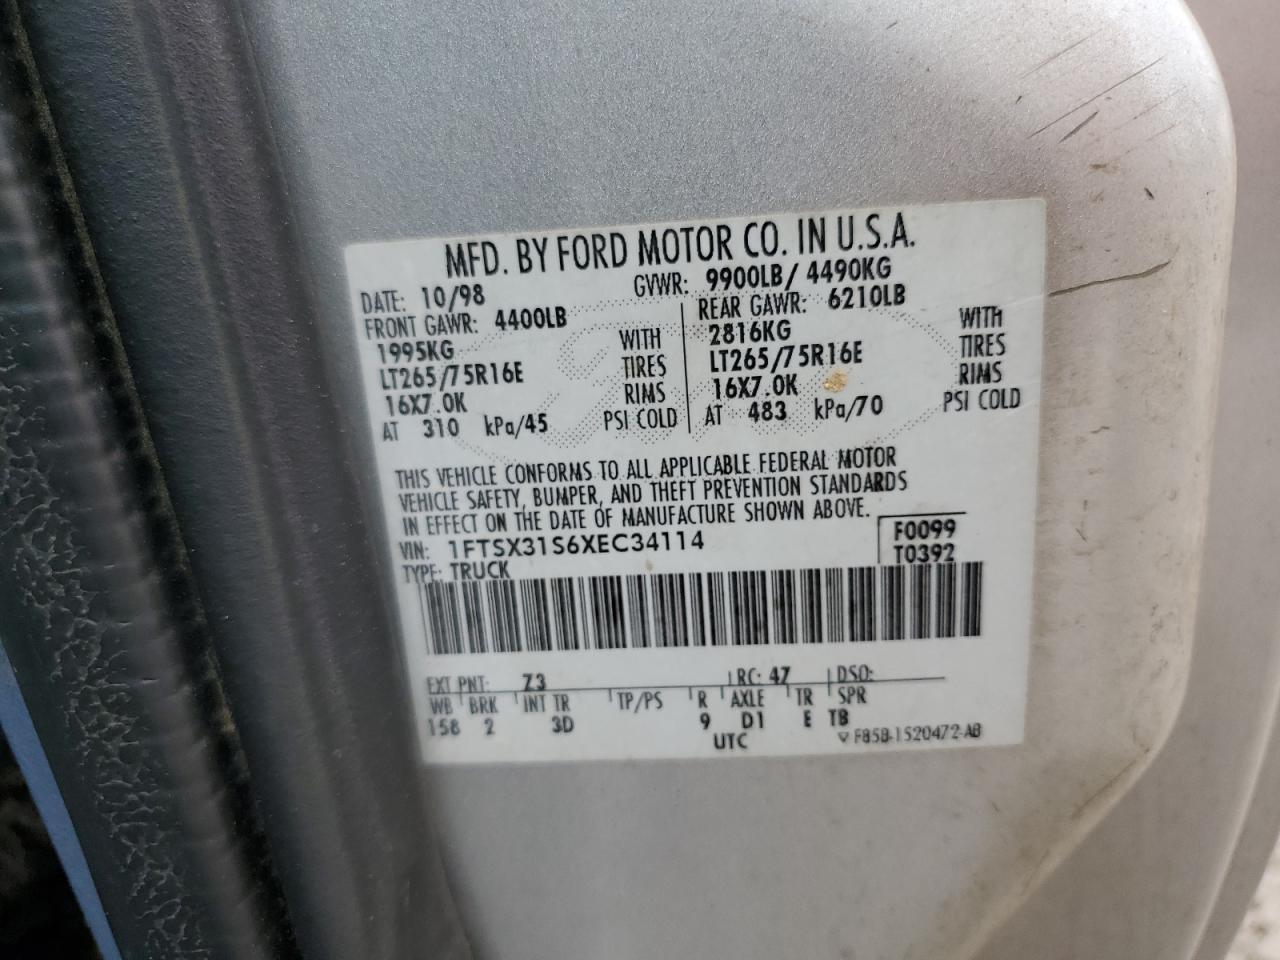 MFD. BY FORD MOTOR CO. IN U.S.A.
DATE: 10/98 GVWR: 9900LB/ 4490KG
FRONT GAWR: 4400LB REAR GAWR: 6210LB
1995KG WITH 2816KG WITH
LT265/75R16E TIRES LT265/75R16E TIRES
16X7.0K RIMS 16X7.0K RIMS
AT 310 kPa/45 PSI COLD AT 483 kPa/70 PSI COLD
THIS VEHICLE CONFORMS TO ALL APPLICABLE FEDERAL MOTOR
VEHICLE SAFETY, BUMPER, AND THEFT PREVENTION STANDARDS
IN EFFECT ON THE DATE OF MANUFACTURE SHOWN ABOVE.
VIN: 1FTSX31S6XEC34114 F0099
TYPE: TRUCK T0392
EXT PNT: Z3 RC: 47 DSO:
WB BRK INT TR TP/PS R AXLE TR SPR
158 2 3D 9 D1 E TB
UTC F85B-1520472-AB